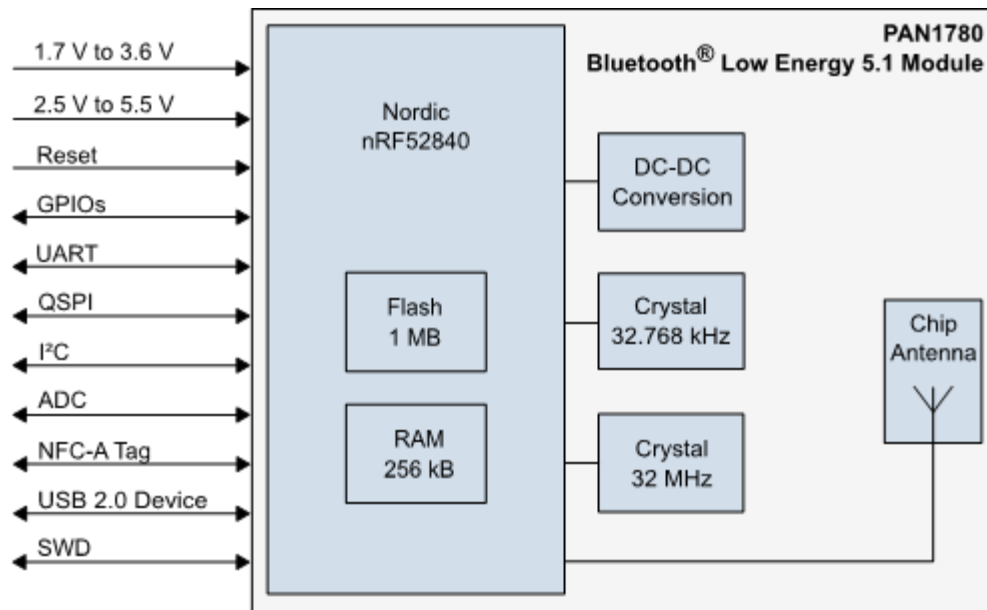 PAN1780
Bluetooth® Low Energy 5.1 Module
1.7 V to 3.6 V
2.5 V to 5.5 V
Reset
GPIOs
UART
QSPI
I²C
ADC
NFC-A Tag
USB 2.0 Device
SWD
Nordic
nRF52840
Flash
1 MB
RAM
256 kB
DC-DC
Conversion
Crystal
32.768 kHz
Crystal
32 MHz
Chip
Antenna